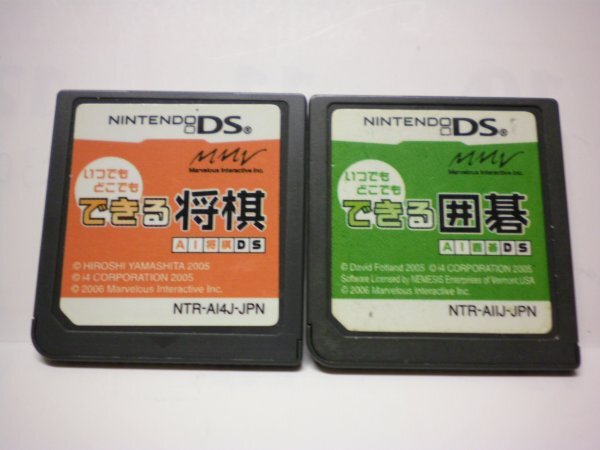 NINTENDO DS®
MMV
Marvelous Interactive Inc.
いつでも
どこでも
できる将棋
AI将棋DS
© HIROSHI YAMASHITA 2005
© i4 CORPORATION 2005
© 2006 Marvelous Interactive Inc.
NTR-AI4J-JPN
NINTENDO DS®
MMV
Marvelous Interactive Inc.
いつでも
どこでも
できる囲碁
AI囲碁DS
© David Fotland 2005 © i4 CORPORATION 2005
Software Licensed by NEMESIS Enterprises of Vermont,USA
© 2006 Marvelous Interactive Inc.
NTR-AIIJ-JPN